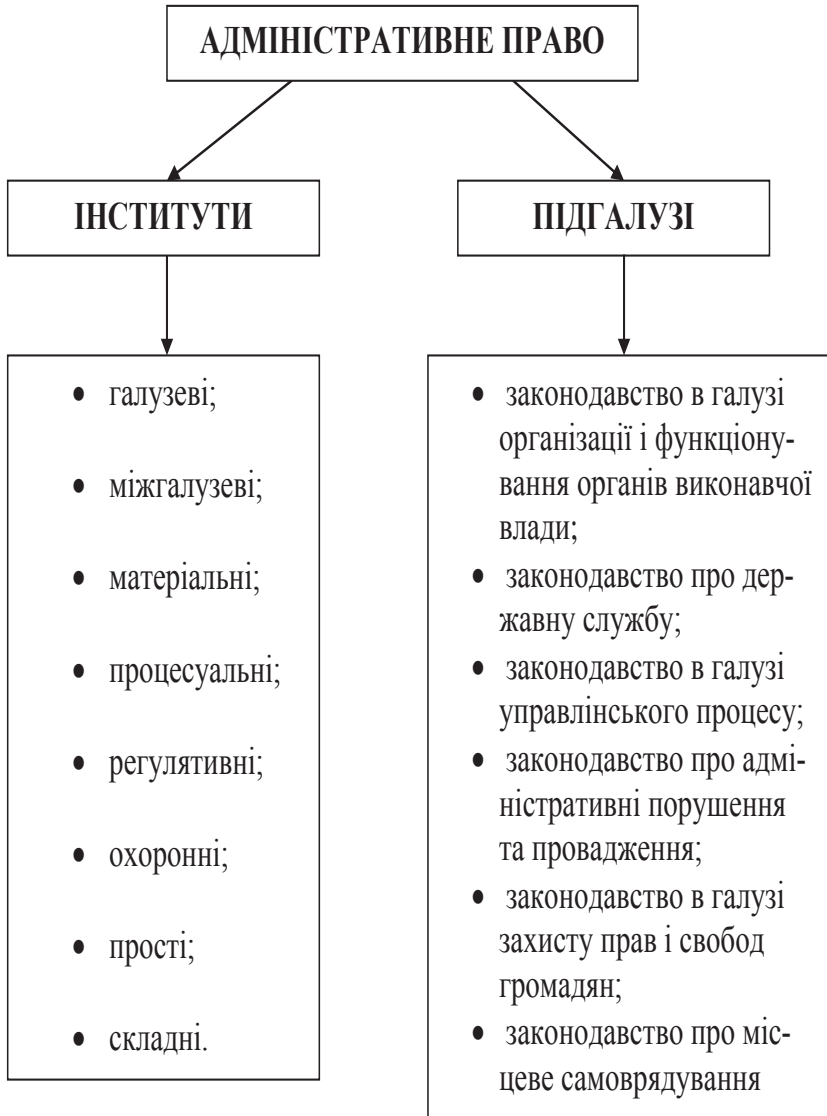 АДМІНІСТРАТИВНЕ ПРАВО
ІНСТИТУТИ
• галузеві;
• міжгалузеві;
• матеріальні;
• процесуальні;
• регулятивні;
• охоронні;
• прості;
• складні.
ПІДГАЛУЗІ
• законодавство в галузі
організації і функціону-
вання органів виконавчої
влади;
• законодавство про дер-
жавну службу;
• законодавство в галузі
управлінського процесу;
• законодавство про адмі-
ністративні порушення
та провадження;
• законодавство в галузі
захисту прав і свобод
громадян;
• законодавство про міс-
цеве самоврядування